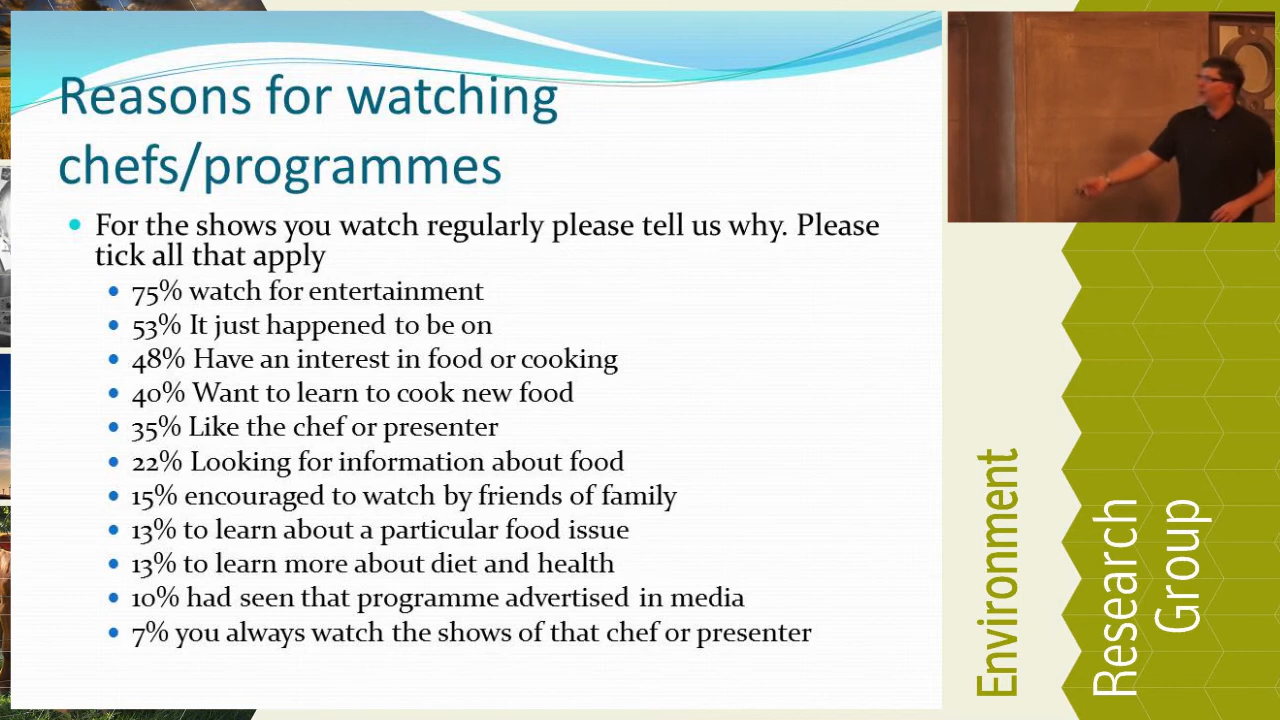 Reasons for watching
chefs/programmes
For the shows you watch regularly please tell us why. Please
tick all that apply
75% watch for entertainment
53% It just happened to be on
48% Have an interest in food or cooking
40% Want to learn to cook new food
35% Like the chef or presenter
22% Looking for information about food
15% encouraged to watch by friends of family
13% to learn about a particular food issue
13% to learn more about diet and health
10% had seen that programme advertised in media
7% you always watch the shows of that chef or presenter
Environment
Research
Group